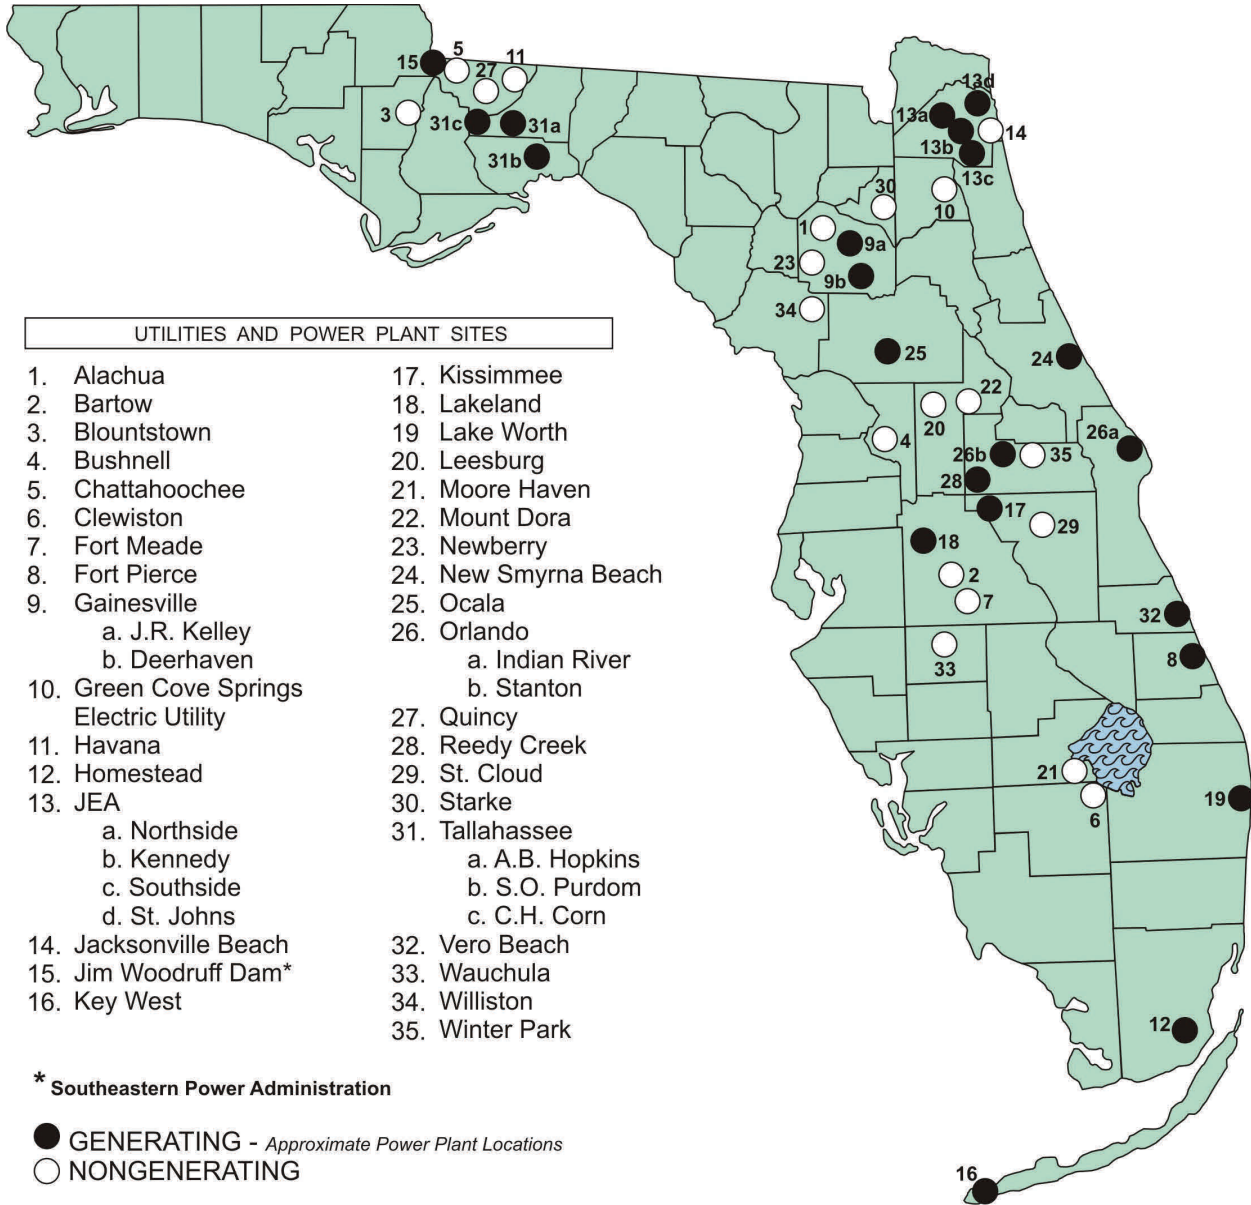 5
11
15
27
3
31c
31a
31b
13d
13a
14
13b
13c
30
10
1
9a
23
9b
34
25
24
22
20
4
26a
26b
35
28
17
29
18
2
7
32
33
8
21
6
19
12
16
UTILITIES AND POWER PLANT SITES
1. Alachua
2. Bartow
3. Blountstown
4. Bushnell
5. Chattahoochee
6. Clewiston
7. Fort Meade
8. Fort Pierce
9. Gainesville
a. J.R. Kelley
b. Deerhaven
10. Green Cove Springs
Electric Utility
11. Havana
12. Homestead
13. JEA
a. Northside
b. Kennedy
c. Southside
d. St. Johns
14. Jacksonville Beach
15. Jim Woodruff Dam*
16. Key West
17. Kissimmee
18. Lakeland
19 Lake Worth
20. Leesburg
21. Moore Haven
22. Mount Dora
23. Newberry
24. New Smyrna Beach
25. Ocala
26. Orlando
a. Indian River
b. Stanton
27. Quincy
28. Reedy Creek
29. St. Cloud
30. Starke
31. Tallahassee
a. A.B. Hopkins
b. S.O. Purdom
c. C.H. Corn
32. Vero Beach
33. Wauchula
34. Williston
35. Winter Park
* Southeastern Power Administration
GENERATING - Approximate Power Plant Locations
NONGENERATING